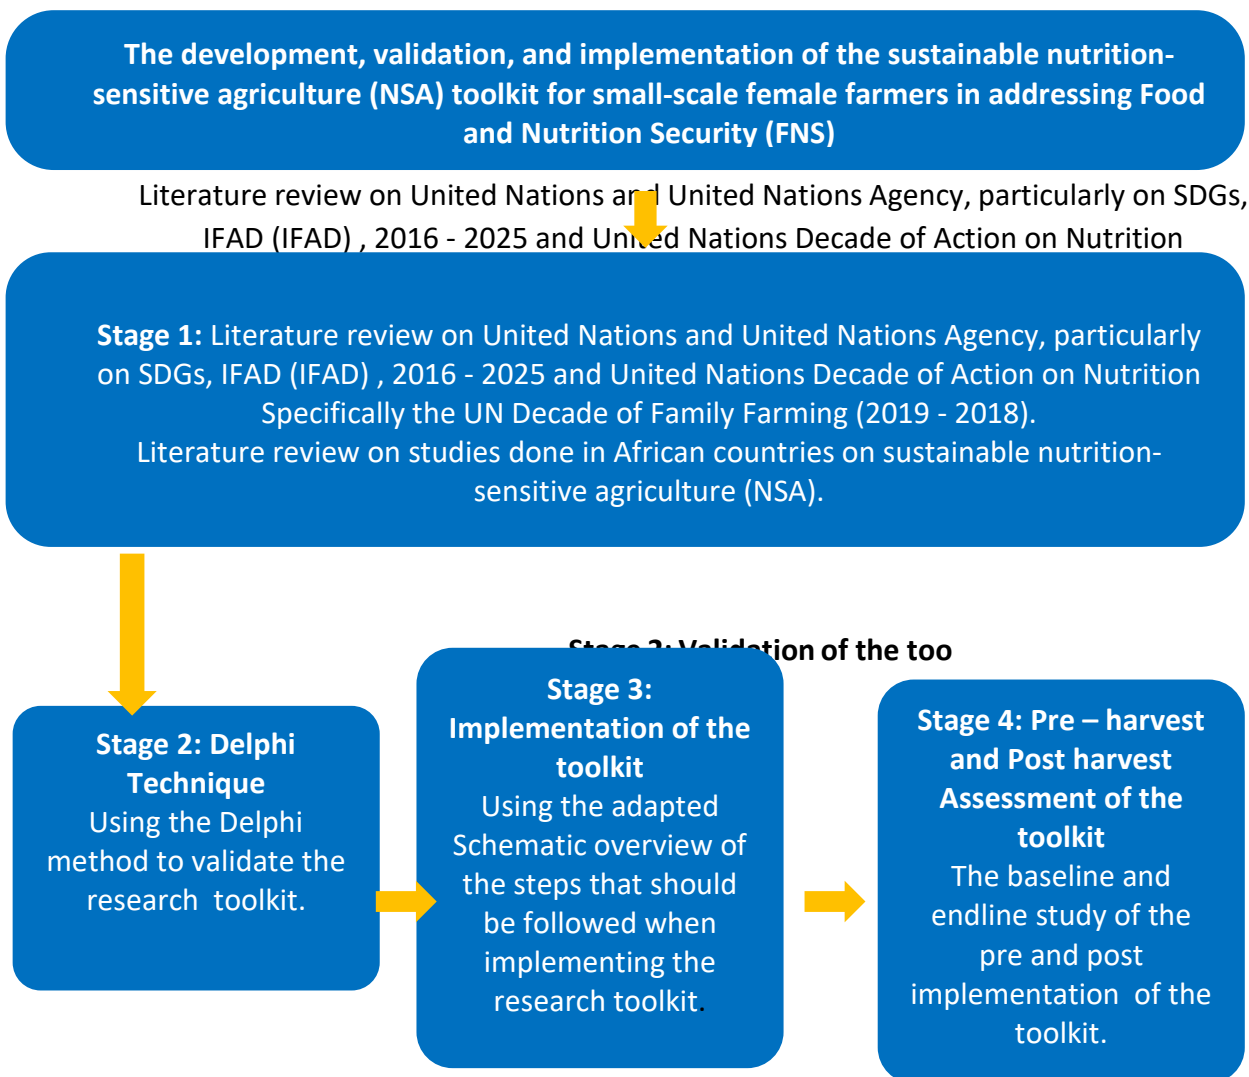 The development, validation, and implementation of the sustainable nutrition-
sensitive agriculture (NSA) toolkit for small-scale female farmers in addressing Food
and Nutrition Security (FNS)
Literature review on United Nations and United Nations Agency, particularly on SDGs,
IFAD (IFAD) , 2016 - 2025 and United Nations Decade of Action on Nutrition
Stage 1: Literature review on United Nations and United Nations Agency, particularly
on SDGs, IFAD (IFAD) , 2016 - 2025 and United Nations Decade of Action on Nutrition
Specifically the UN Decade of Family Farming (2019 - 2018).
Literature review on studies done in African countries on sustainable nutrition-
sensitive agriculture (NSA).
Validation of the too
Stage 2: Delphi
Technique
Using the Delphi
method to validate the
research toolkit.
Stage 3:
Implementation of the
toolkit
Using the adapted
Schematic overview of
the steps that should
be followed when
implementing the
research toolkit.
Stage 4: Pre – harvest
and Post harvest
Assessment of the
toolkit
The baseline and
endline study of the
pre and post
implementation of the
toolkit.